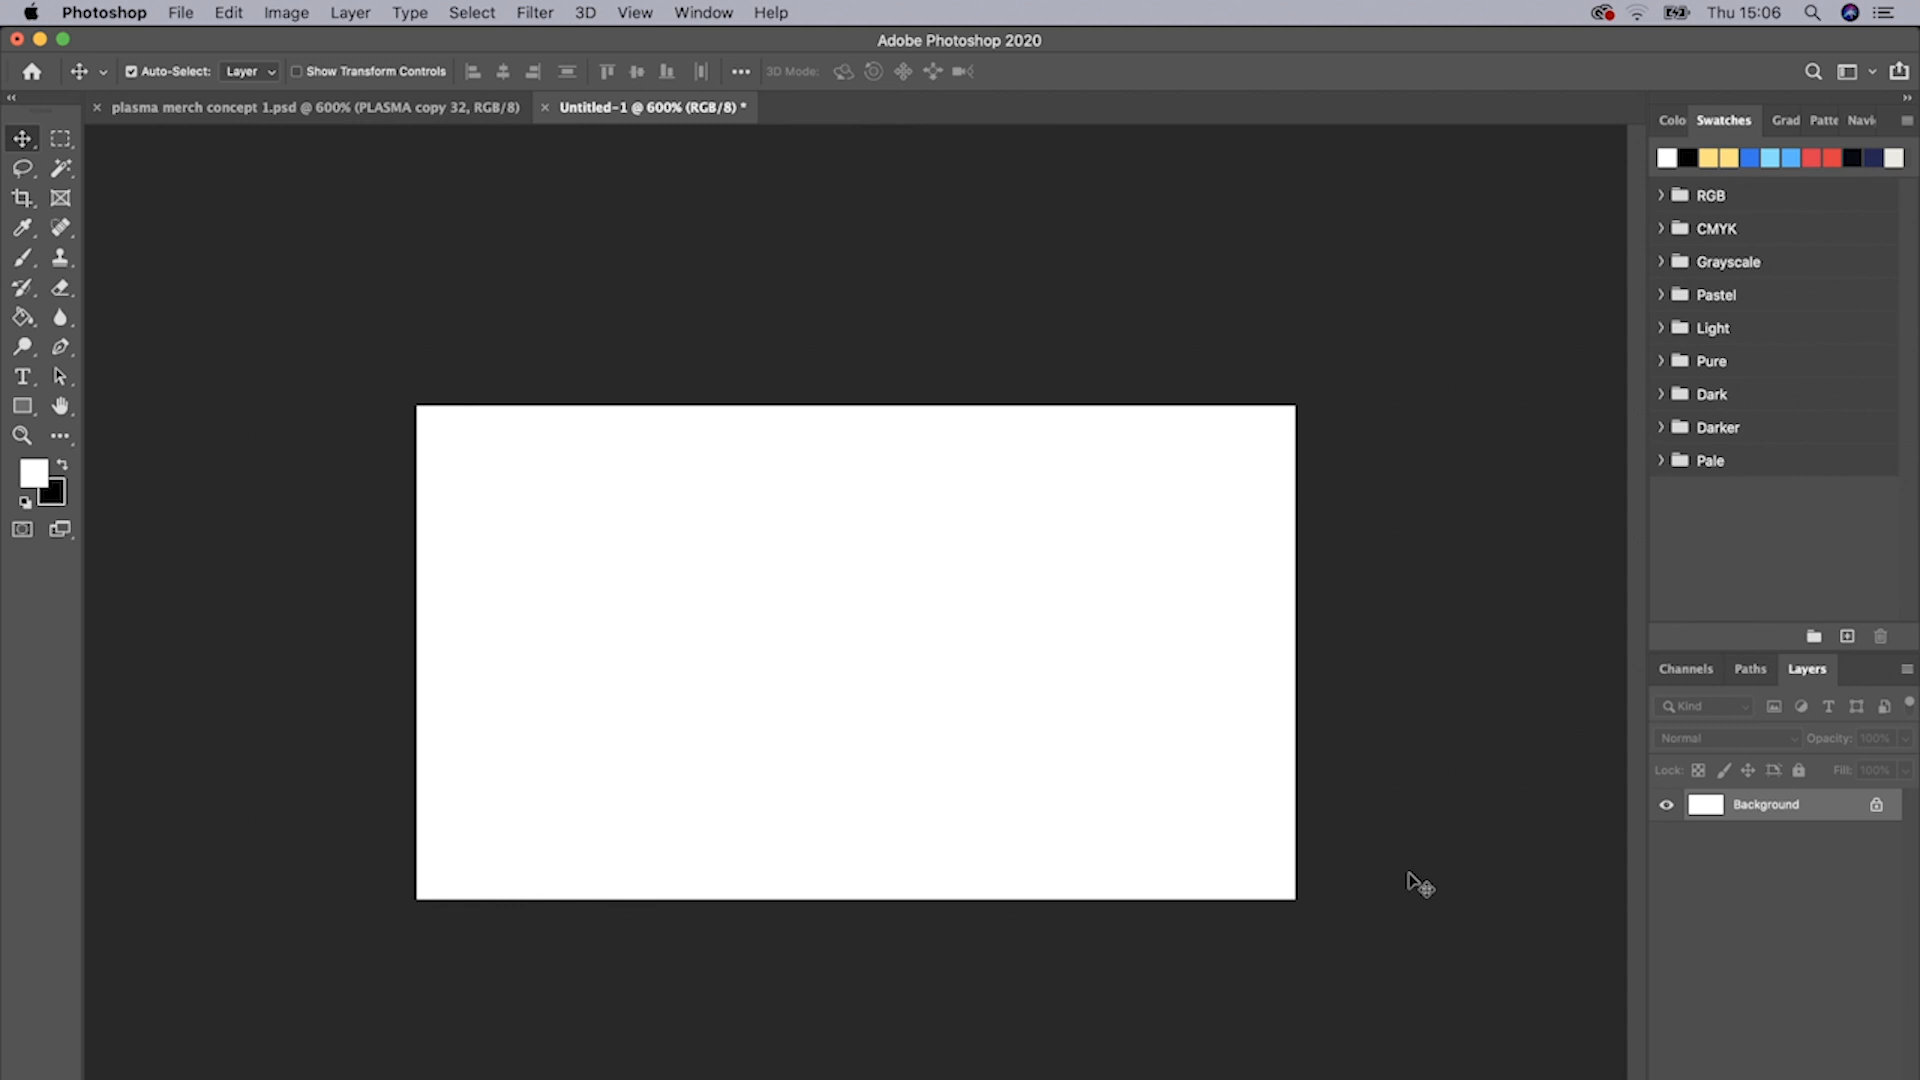 Photoshop File Edit Image Layer Type Select Filter 3D View Window Help Thu 15:06
Adobe Photoshop 2020
Auto-Select: Layer Show Transform Controls 3D Mode:
plasma merch concept 1.psd @ 600% (PLASMA copy 32, RGB/8) Untitled-1 @ 600% (RGB/8) *
Colo Swatches Grad Patte Navi
RGB
CMYK
Grayscale
Pastel
Light
Pure
Dark
Darker
Pale
Channels Paths Layers
Kind
Normal Opacity: 100%
Lock: Fill: 100%
Background